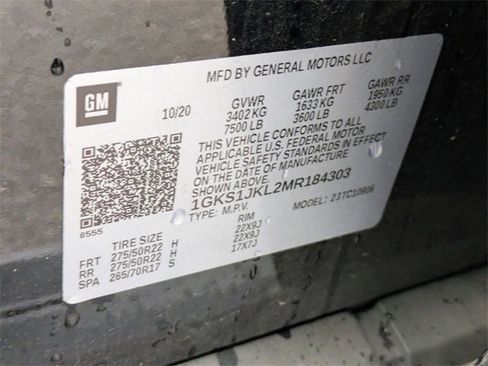 MFD BY GENERAL MOTORS LLC
GM
10/20
GVWR GAWR FRT GAWR RR
3402 KG 1633 KG 1950 KG
7500 LB 3600 LB 4300 LB
THIS VEHICLE CONFORMS TO ALL
APPLICABLE U.S. FEDERAL MOTOR
VEHICLE SAFETY STANDARDS IN EFFECT
ON THE DATE OF MANUFACTURE
SHOWN ABOVE.
1GKS1JKL2MR184303
TYPE: M.P.V. MODEL: 23TC10906
8555
TIRE SIZE RIM
FRT 275/50R22 H 22X9J
RR 275/50R22 H 22X9J
SPA 265/70R17 S 17X7J